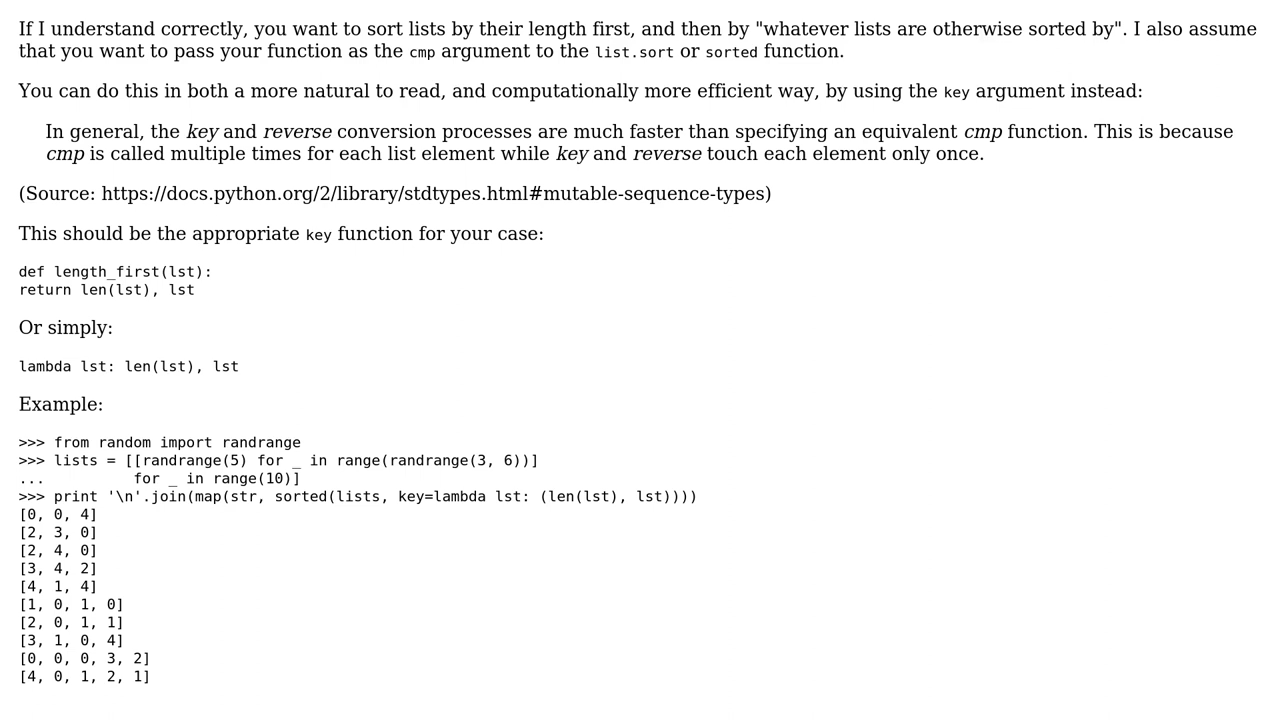 If I understand correctly, you want to sort lists by their length first, and then by "whatever lists are otherwise sorted by". I also assume
that you want to pass your function as the cmp argument to the list.sort or sorted function.
You can do this in both a more natural to read, and computationally more efficient way, by using the key argument instead:
In general, the key and reverse conversion processes are much faster than specifying an equivalent cmp function. This is because
cmp is called multiple times for each list element while key and reverse touch each element only once.
(Source: https://docs.python.org/2/library/stdtypes.html#mutable-sequence-types)
This should be the appropriate key function for your case:
def length_first(lst):
return len(lst), lst
Or simply:
lambda lst: len(lst), lst
Example:
>>> from random import randrange
>>> lists = [[randrange(5) for _ in range(randrange(3, 6))]
...          for _ in range(10)]
>>> print '\n'.join(map(str, sorted(lists, key=lambda lst: (len(lst), lst))))
[0, 0, 4]
[2, 3, 0]
[2, 4, 0]
[3, 4, 2]
[4, 1, 4]
[1, 0, 1, 0]
[2, 0, 1, 1]
[3, 1, 0, 4]
[0, 0, 0, 3, 2]
[4, 0, 1, 2, 1]